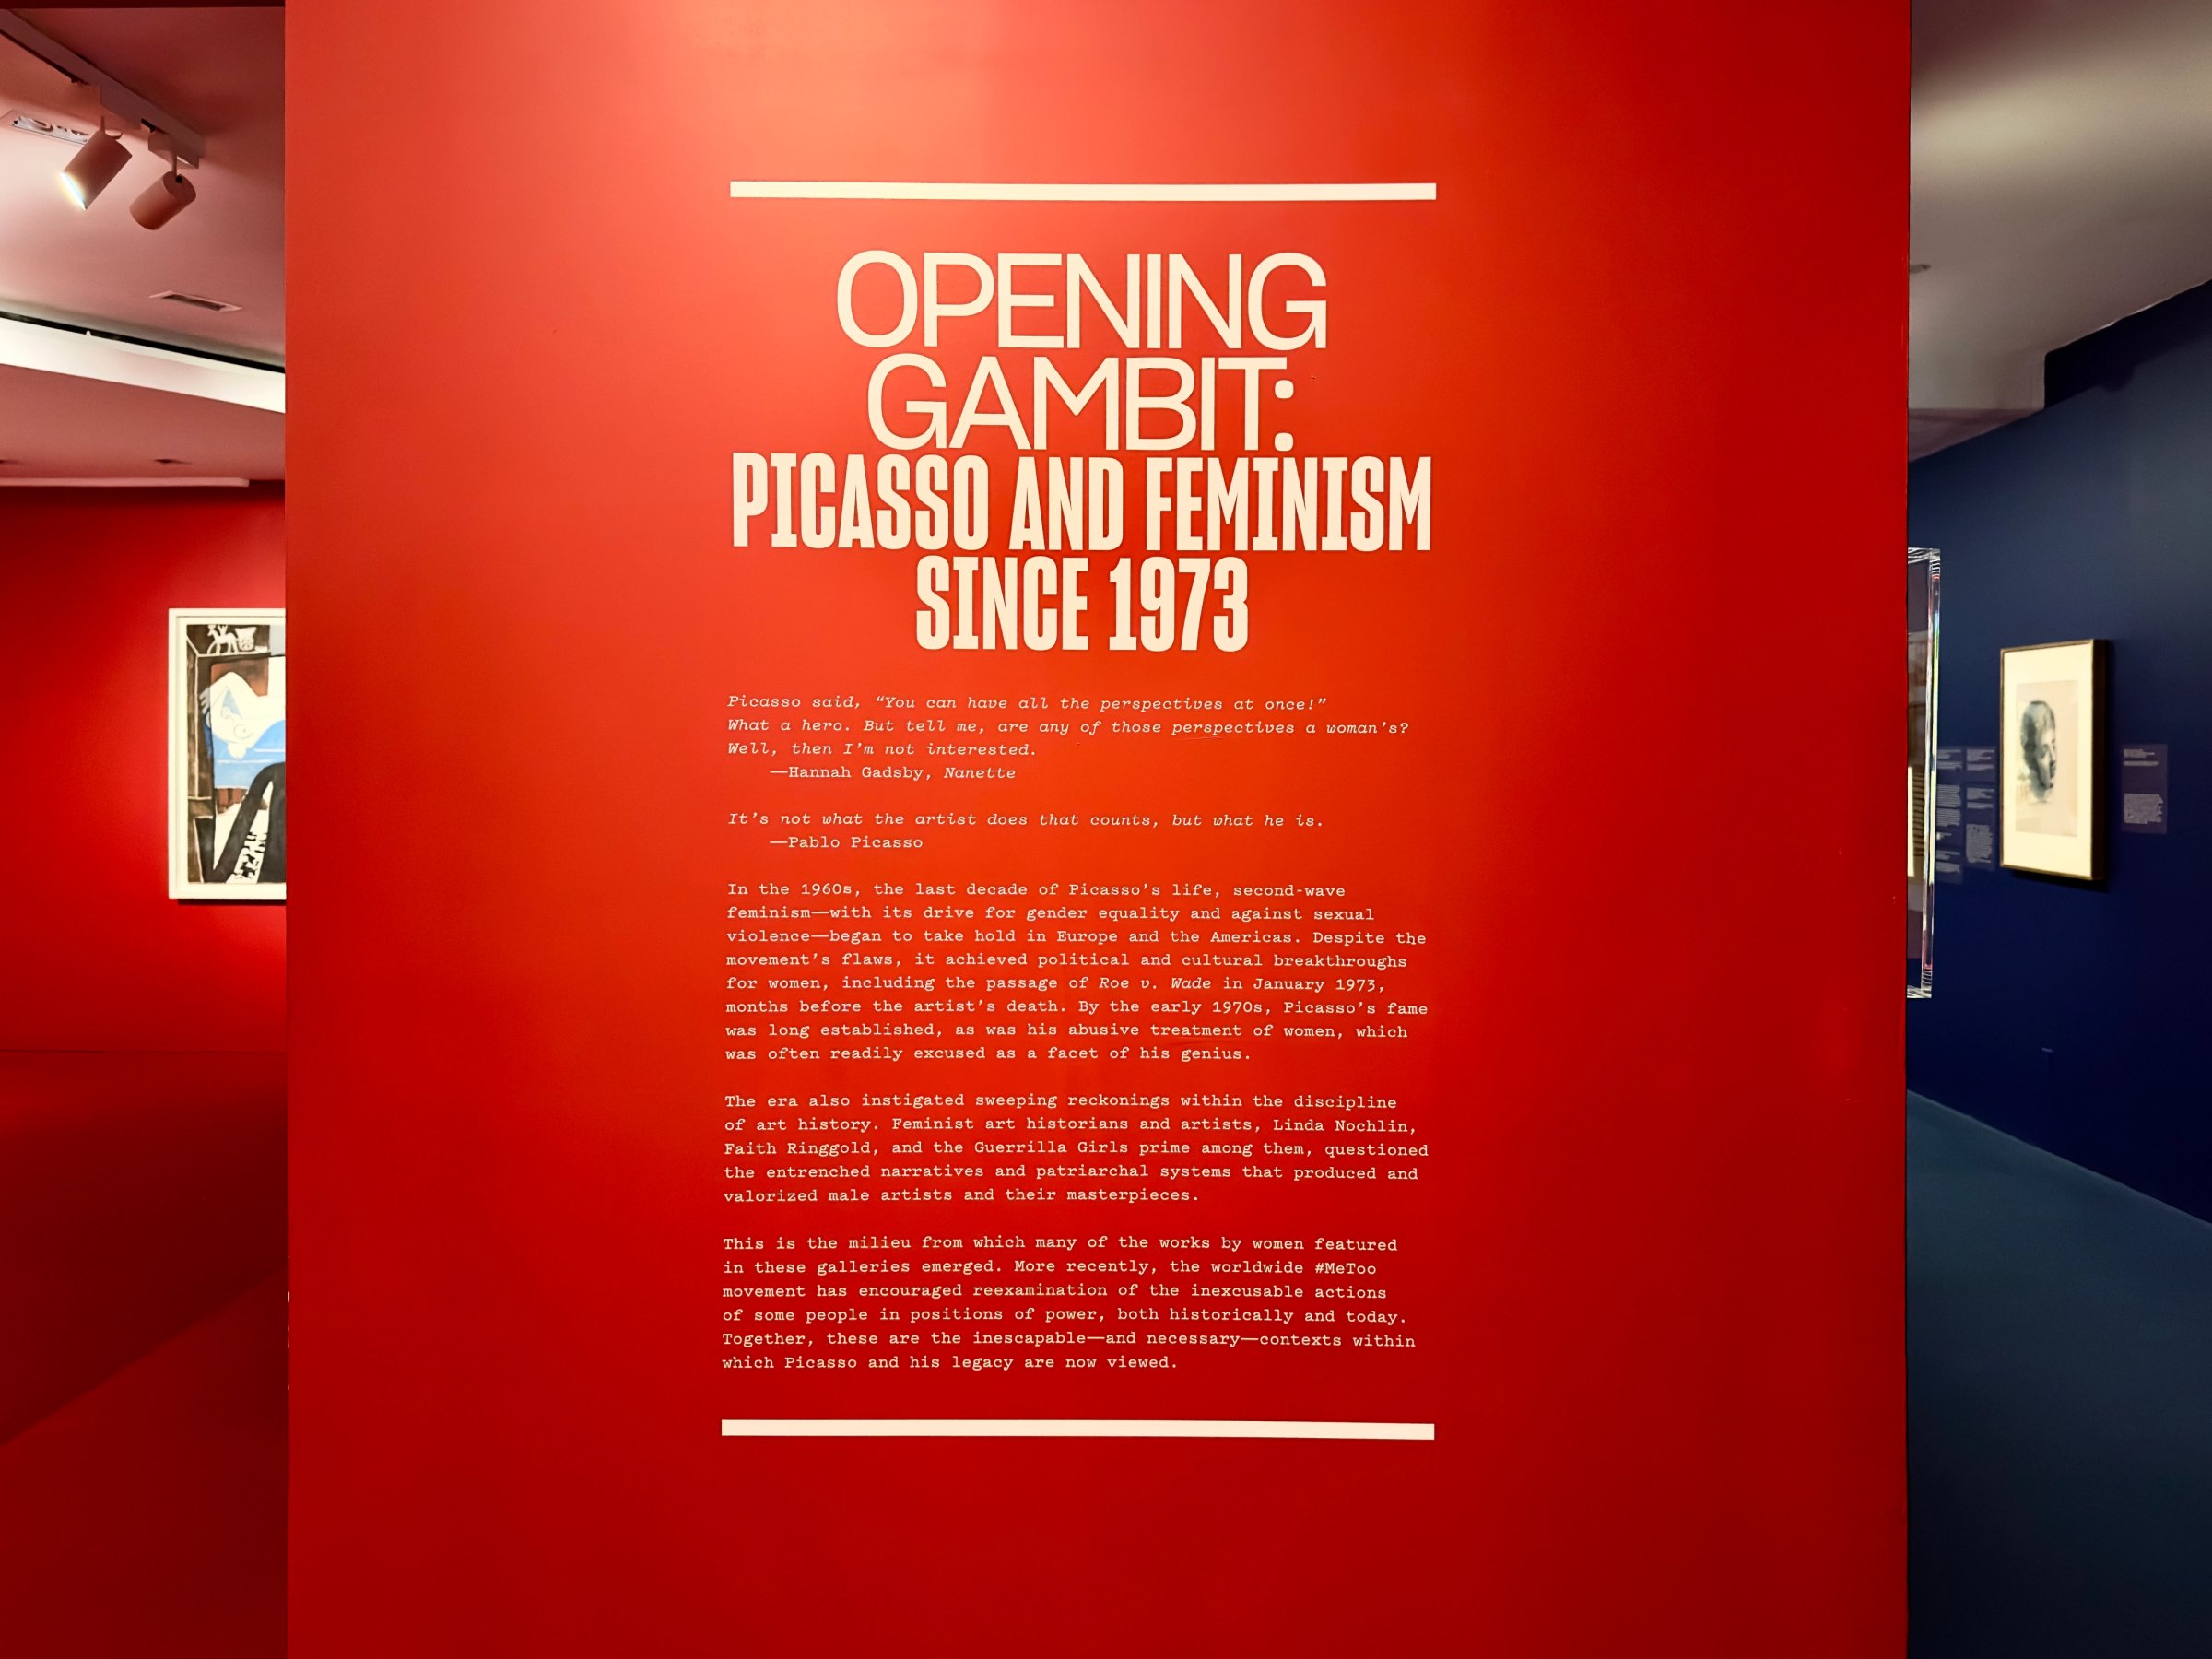 OPENING
GAMBIT:
PICASSO AND FEMINISM
SINCE 1973
Picasso said, “You can have all the perspectives at once!”
What a hero. But tell me, are any of those perspectives a woman’s?
Well, then I’m not interested.
—Hannah Gadsby, Nanette
It’s not what the artist does that counts, but what he is.
—Pablo Picasso
In the 1960s, the last decade of Picasso’s life, second-wave
feminism—with its drive for gender equality and against sexual
violence—began to take hold in Europe and the Americas. Despite the
movement’s flaws, it achieved political and cultural breakthroughs
for women, including the passage of Roe v. Wade in January 1973,
months before the artist’s death. By the early 1970s, Picasso’s fame
was long established, as was his abusive treatment of women, which
was often readily excused as a facet of his genius.
The era also instigated sweeping reckonings within the discipline
of art history. Feminist art historians and artists, Linda Nochlin,
Faith Ringgold, and the Guerrilla Girls prime among them, questioned
the entrenched narratives and patriarchal systems that produced and
valorized male artists and their masterpieces.
This is the milieu from which many of the works by women featured
in these galleries emerged. More recently, the worldwide #MeToo
movement has encouraged reexamination of the inexcusable actions
of some people in positions of power, both historically and today.
Together, these are the inescapable—and necessary—contexts within
which Picasso and his legacy are now viewed.